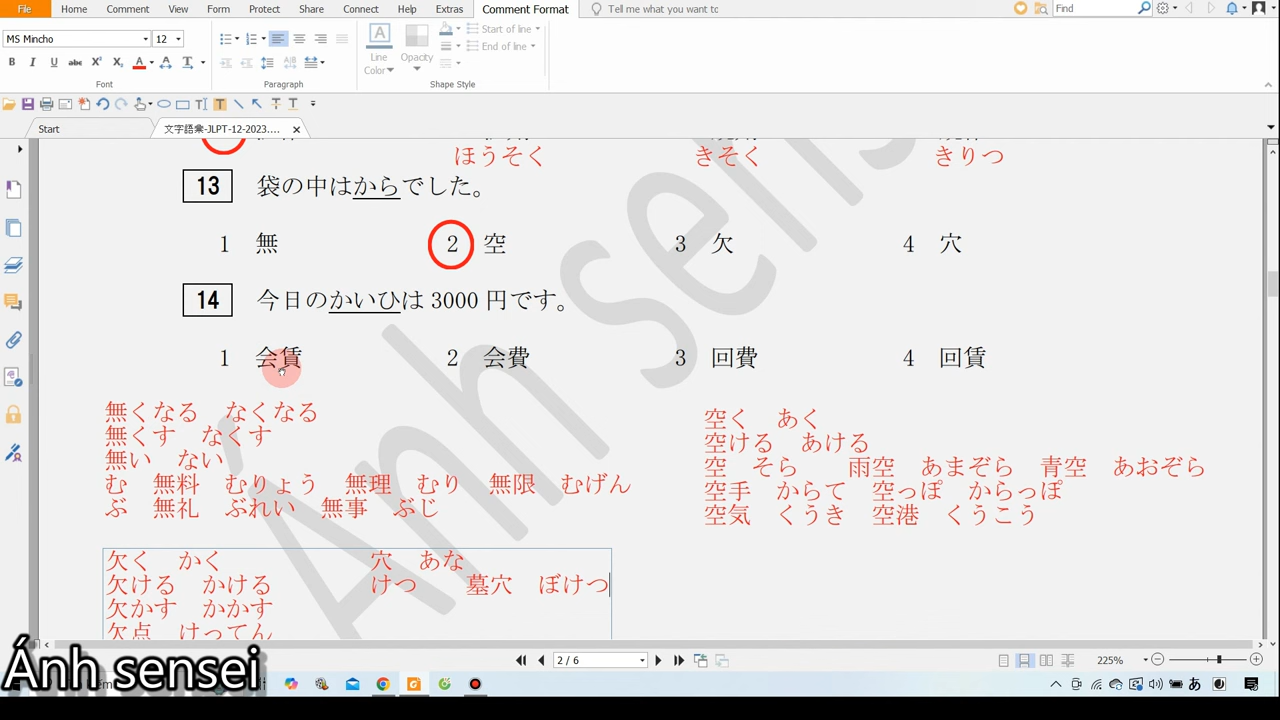 File Home Comment View Form Protect Share Connect Help Extras Comment Format Tell me what you want to Find
MS Mincho 12 Line Color Opacity Start of line End of line
Font Paragraph Shape Style
Start 文字語彙-JLPT-12-2023....
ほうそく きそく きりつ
13 袋の中はからでした。
1 無 2 空 3 欠 4 穴
14 今日のかいひは 3000 円です。
1 会賃 2 会費 3 回費 4 回賃
無くなる なくなる
無くす なくす
無い ない
む 無料 むりょう 無理 むり 無限 むげん
ぶ 無礼 ぶれい 無事 ぶじ
空く あく
空ける あける
空 そら 雨空 あまぞら 青空 あおぞら
空手 からて 空っぽ からっぽ
空気 くうき 空港 くうこう
欠く かく 穴 あな
欠ける かける けつ 墓穴 ぼけつ
欠かす かかす
欠点 けってん
Ánh sensei
2 / 6 225%
Ánh sensei